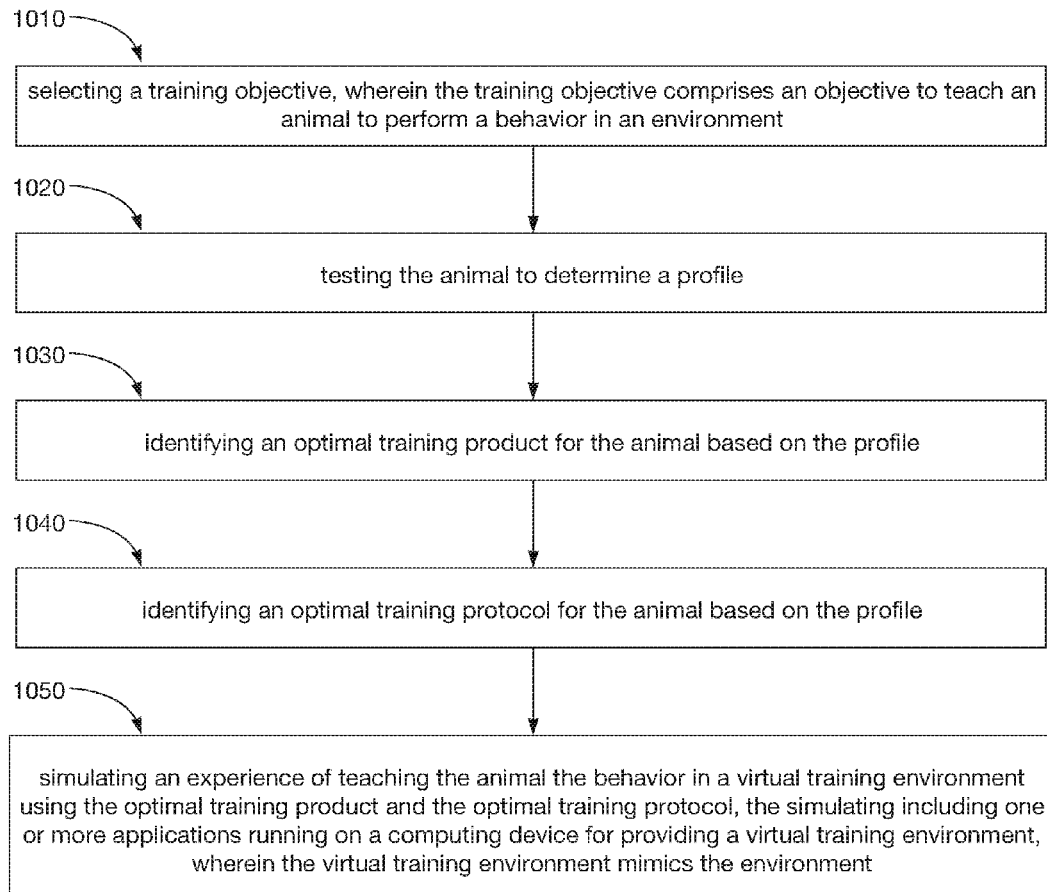 1010
selecting a training objective, wherein the training objective comprises an objective to teach an
animal to perform a behavior in an environment
1020
testing the animal to determine a profile
1030
identifying an optimal training product for the animal based on the profile
1040
identifying an optimal training protocol for the animal based on the profile
1050
simulating an experience of teaching the animal the behavior in a virtual training environment
using the optimal training product and the optimal training protocol, the simulating including one
or more applications running on a computing device for providing a virtual training environment,
wherein the virtual training environment mimics the environment